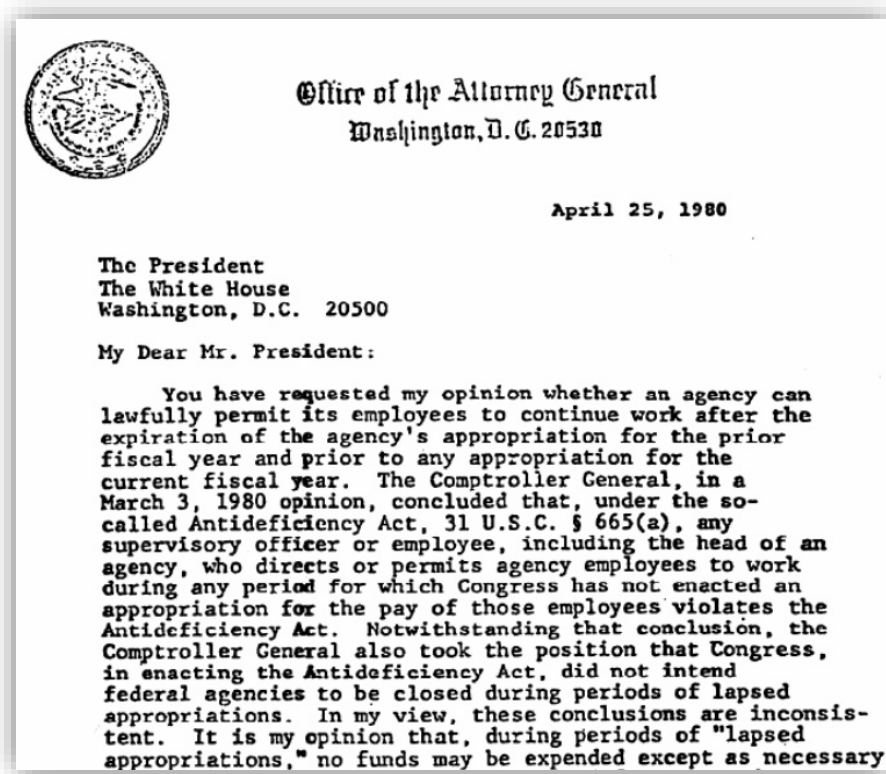 Office of the Attorney General
Washington, D. C. 20530
April 25, 1980
The President
The White House
Washington, D.C. 20500
My Dear Mr. President:
You have requested my opinion whether an agency can
lawfully permit its employees to continue work after the
expiration of the agency's appropriation for the prior
fiscal year and prior to any appropriation for the
current fiscal year. The Comptroller General, in a
March 3, 1980 opinion, concluded that, under the so-
called Antideficiency Act, 31 U.S.C. § 665(a), any
supervisory officer or employee, including the head of an
agency, who directs or permits agency employees to work
during any period for which Congress has not enacted an
appropriation for the pay of those employees violates the
Antideficiency Act. Notwithstanding that conclusion, the
Comptroller General also took the position that Congress,
in enacting the Antideficiency Act, did not intend
federal agencies to be closed during periods of lapsed
appropriations. In my view, these conclusions are inconsis-
tent. It is my opinion that, during periods of "lapsed
appropriations," no funds may be expended except as necessary